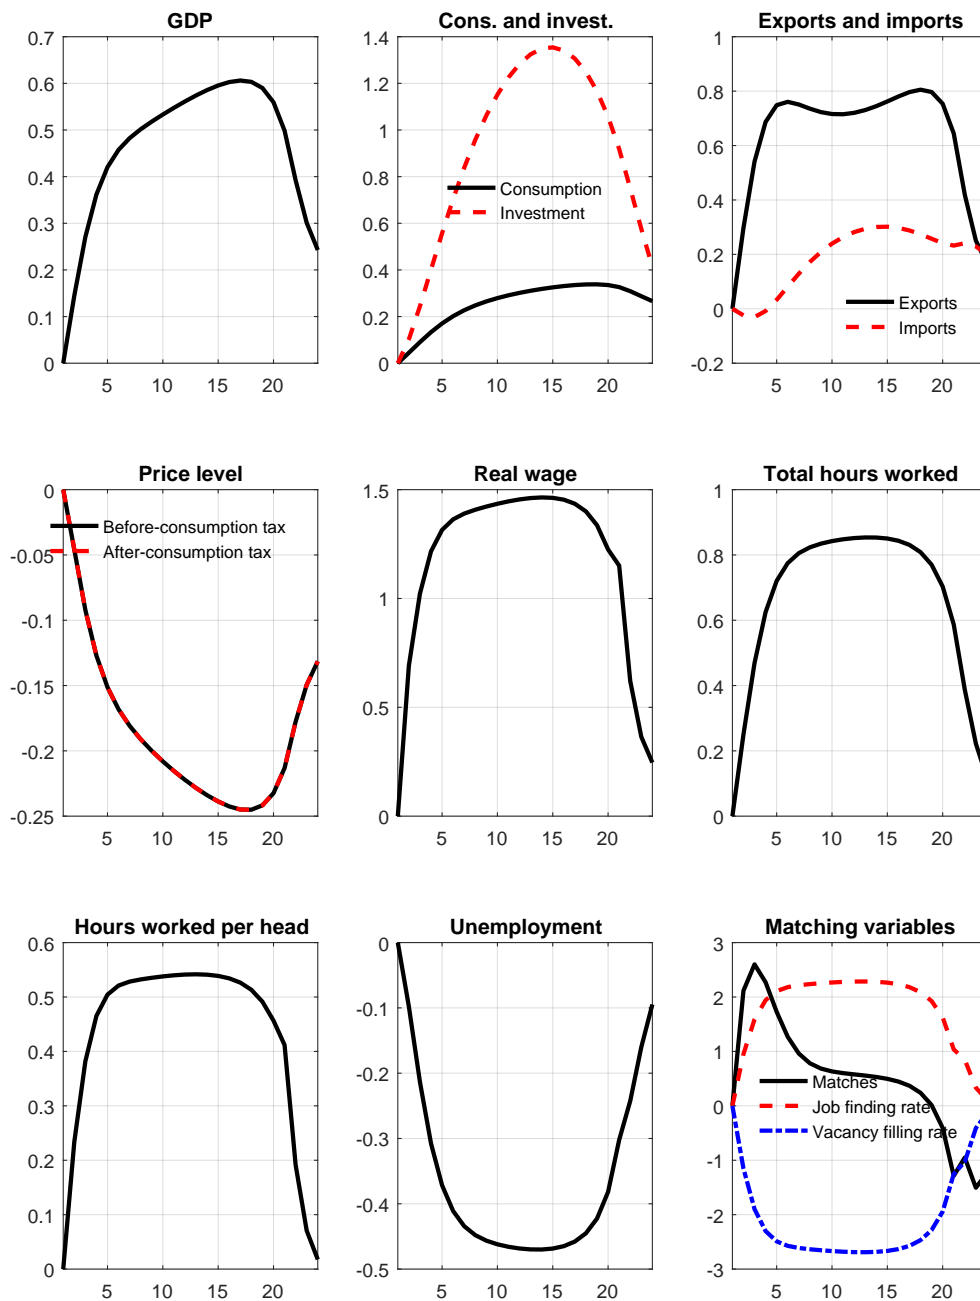 GDP
0.7
0.6
0.5
0.4
0.3
0.2
0.1
0
5 10 15 20
Cons. and invest.
1.4
1.2
1
0.8
0.6
0.4
0.2
0
Consumption
Investment
5 10 15 20
Exports and imports
1
0.8
0.6
0.4
0.2
0
-0.2
Exports
Imports
5 10 15 20
Price level
0
-0.05
-0.1
-0.15
-0.2
-0.25
Before-consumption tax
After-consumption tax
5 10 15 20
Real wage
1.5
1
0.5
0
5 10 15 20
Total hours worked
1
0.8
0.6
0.4
0.2
0
5 10 15 20
Hours worked per head
0.6
0.5
0.4
0.3
0.2
0.1
0
5 10 15 20
Unemployment
0
-0.1
-0.2
-0.3
-0.4
-0.5
5 10 15 20
Matching variables
3
2
1
0
-1
-2
-3
Matches
Job finding rate
Vacancy filling rate
5 10 15 20